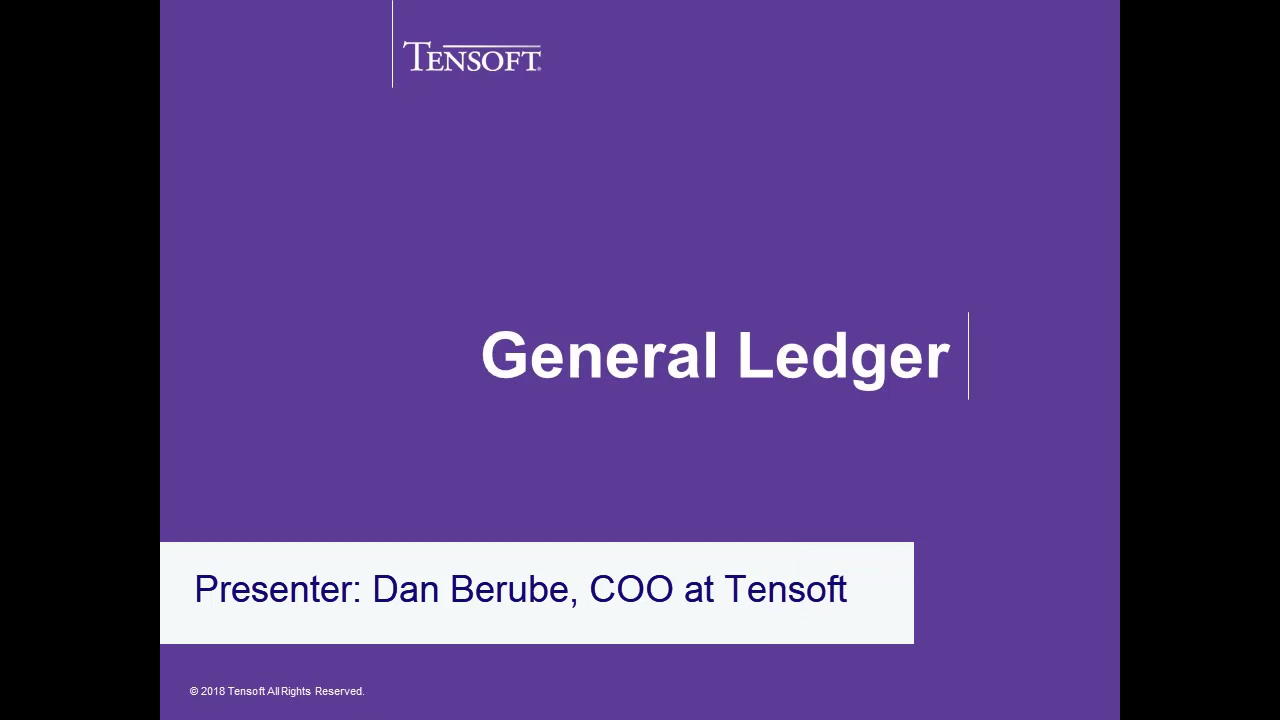 TENSOFT®
General Ledger
Presenter: Dan Berube, COO at Tensoft
© 2018 Tensoft All Rights Reserved.